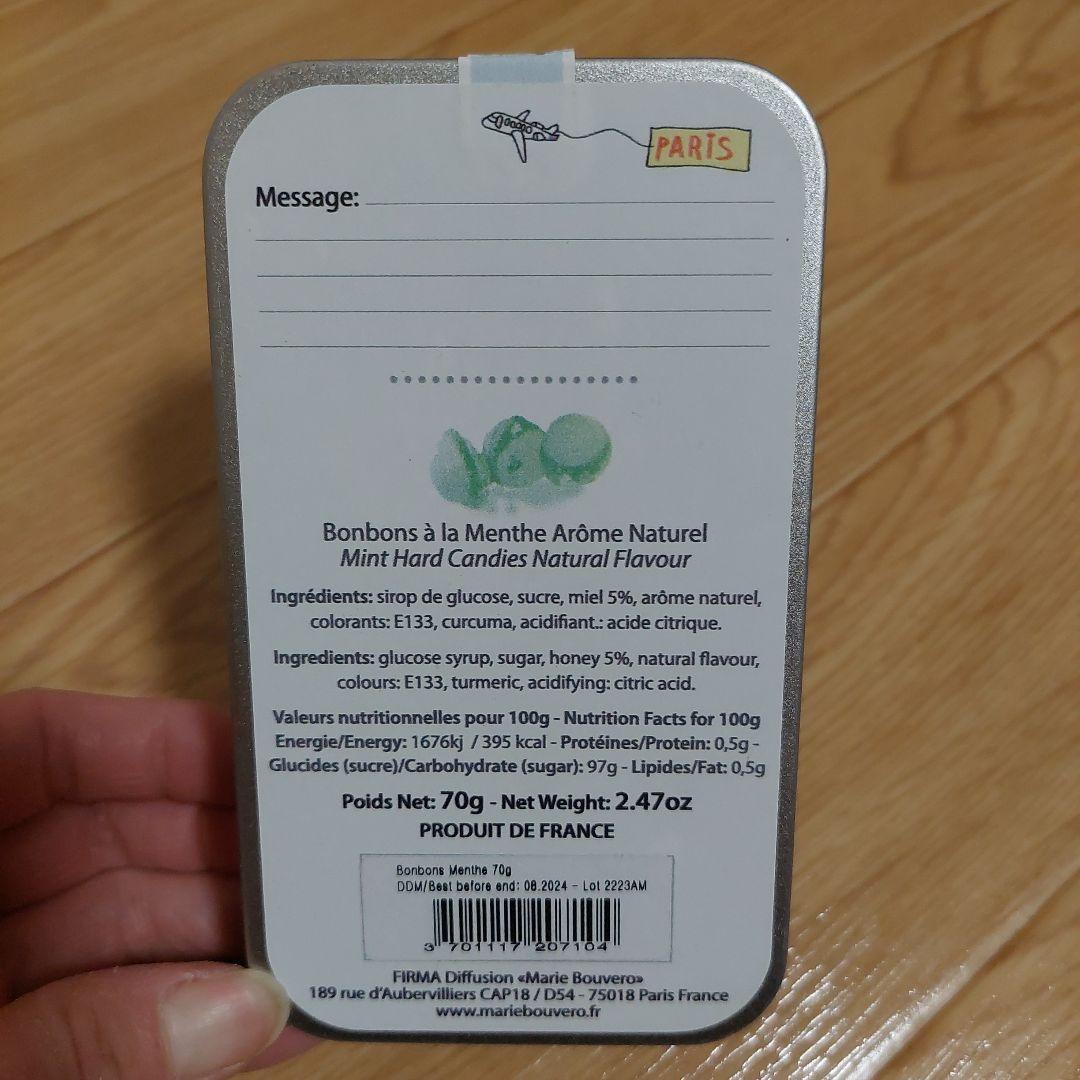 PARIS
Message:
Bonbons à la Menthe Arôme Naturel
Mint Hard Candies Natural Flavour
Ingrédients: sirop de glucose, sucre, miel 5%, arôme naturel,
colorants: E133, curcuma, acidifiant.: acide citrique.
Ingredients: glucose syrup, sugar, honey 5%, natural flavour,
colours: E133, turmeric, acidifying: citric acid.
Valeurs nutritionnelles pour 100g - Nutrition Facts for 100g
Energie/Energy: 1676kj / 395 kcal - Protéines/Protein: 0,5g -
Glucides (sucre)/Carbohydrate (sugar): 97g - Lipides/Fat: 0,5g
Poids Net: 70g - Net Weight: 2.47oz
PRODUIT DE FRANCE
Bonbons Menthe 70g
DDM/Best before end: 08.2024 - Lot 2223AM
3 701117 207104
FIRMA Diffusion «Marie Bouvero»
189 rue d'Aubervilliers CAP18 / D54 - 75018 Paris France
www.mariebouvero.fr